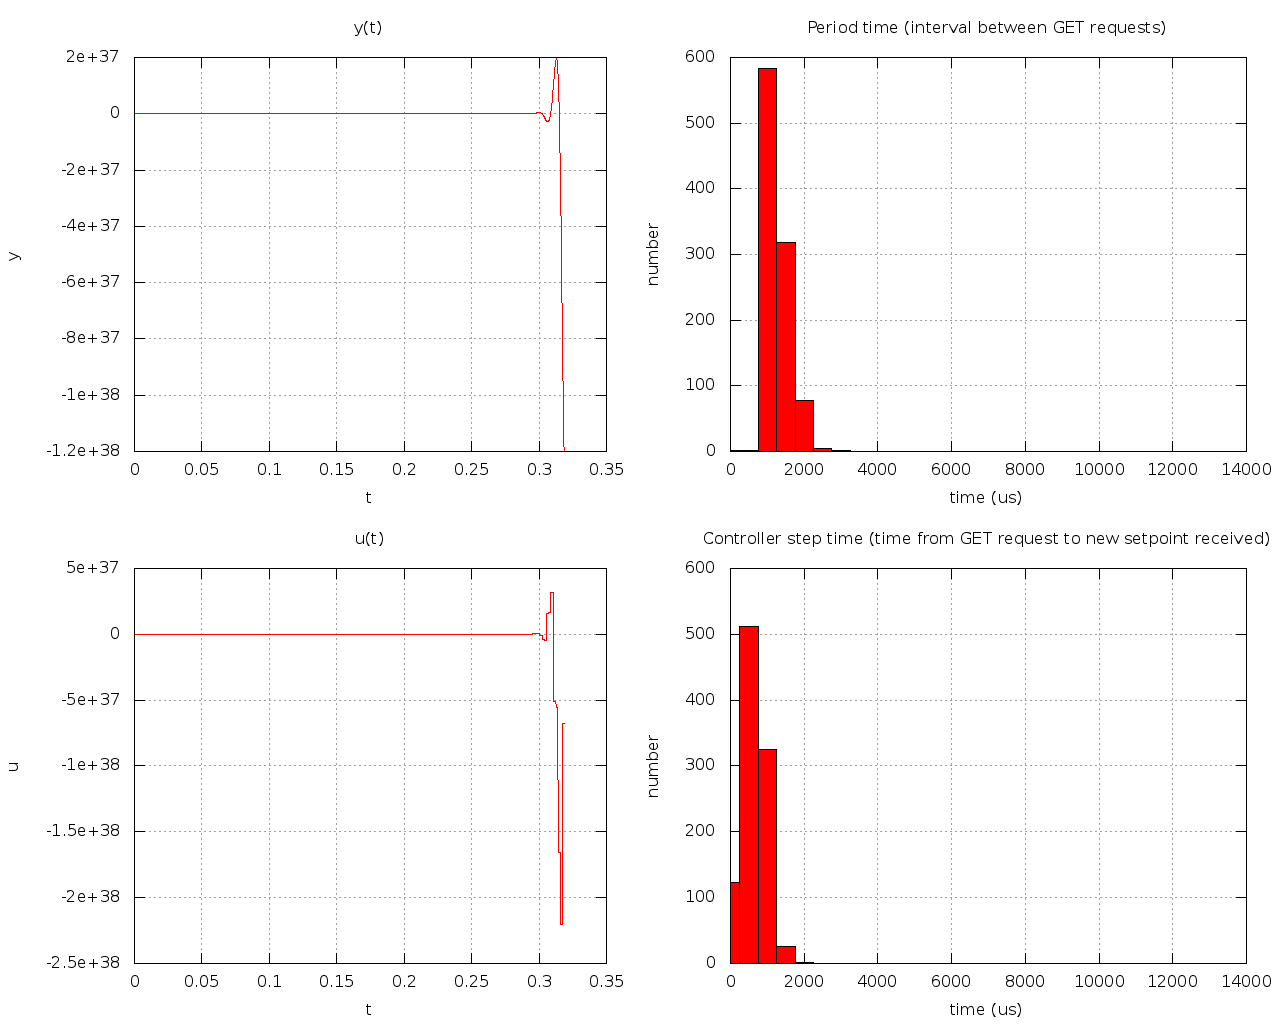 y(t)
2e+37
0
-2e+37
-4e+37
-6e+37
-8e+37
-1e+38
-1.2e+38
y
0 0.05 0.1 0.15 0.2 0.25 0.3 0.35
t
Period time (interval between GET requests)
600
500
400
300
200
100
0
number
0 2000 4000 6000 8000 10000 12000 14000
time (us)
u(t)
5e+37
0
-5e+37
-1e+38
-1.5e+38
-2e+38
-2.5e+38
u
0 0.05 0.1 0.15 0.2 0.25 0.3 0.35
t
Controller step time (time from GET request to new setpoint received)
600
500
400
300
200
100
0
number
0 2000 4000 6000 8000 10000 12000 14000
time (us)